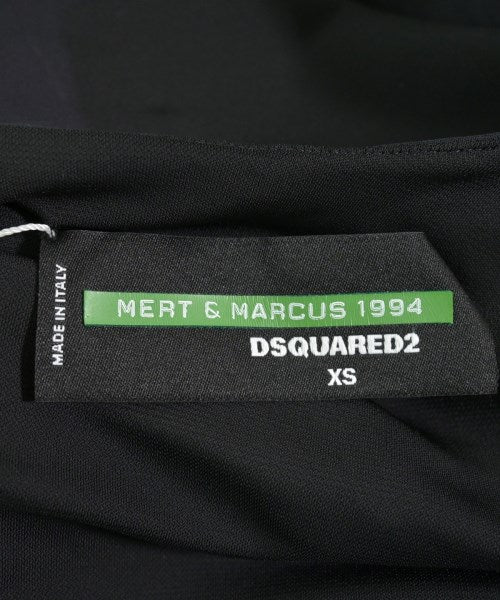 MADE IN ITALY
MERT & MARCUS 1994
DSQUARED2
XS